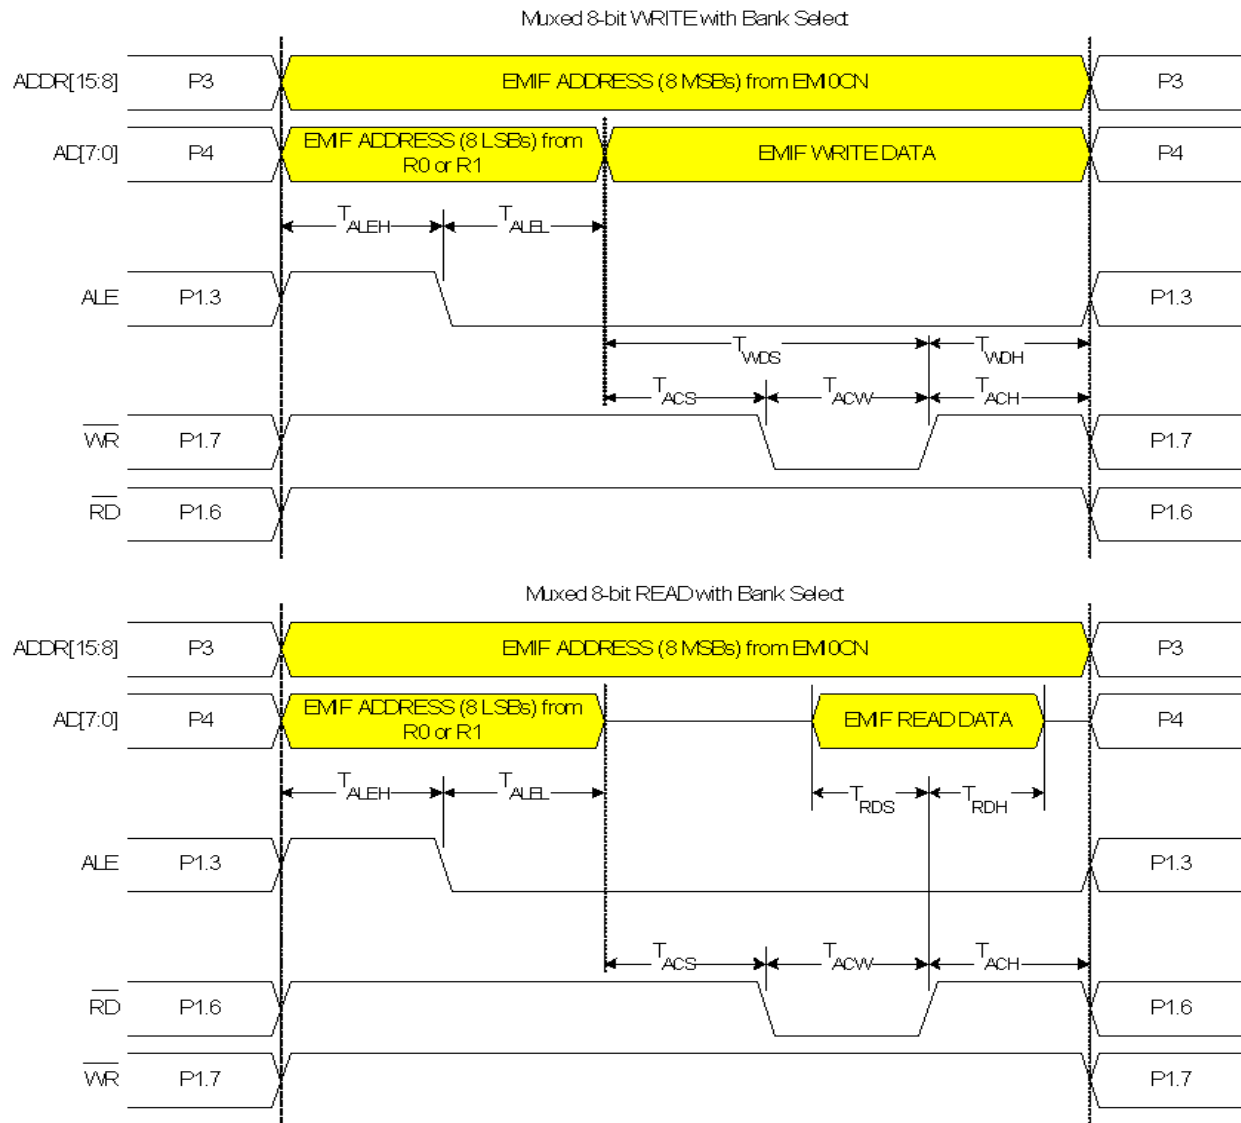 Muxed 8-bit WRITE with Bank Select
ADDR[15:8] P3 EMIF ADDRESS (8 MSBs) from EMI0CN P3
AD[7:0] P4 EMIF ADDRESS (8 LSBs) from R0 or R1 EMIF WRITE DATA P4
TALEH TALEL
ALE P1.3 P1.3
TWDS TWDH
TACS TACW TACH
WR P1.7 P1.7
RD P1.6 P1.6
Muxed 8-bit READ with Bank Select
ADDR[15:8] P3 EMIF ADDRESS (8 MSBs) from EMI0CN P3
AD[7:0] P4 EMIF ADDRESS (8 LSBs) from R0 or R1 EMIF READ DATA P4
TALEH TALEL TRDS TRDH
ALE P1.3 P1.3
TACS TACW TACH
RD P1.6 P1.6
WR P1.7 P1.7